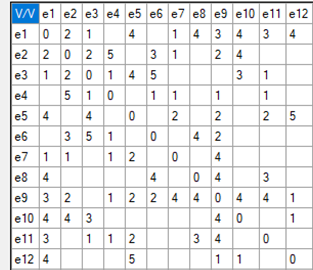 V/V e1 e2 e3 e4 e5 e6 e7 e8 e9 e10 e11 e12
e1 0 2 1 4 1 4 3 4 3 4
e2 2 0 2 5 3 1 2 4
e3 1 2 0 1 4 5 3 1
e4 5 1 0 1 1 1 1
e5 4 4 0 2 2 2 5
e6 3 5 1 0 4 2
e7 1 1 1 2 0 4
e8 4 4 0 4 3
e9 3 2 1 2 2 4 4 0 4 4 1
e10 4 4 3 4 0 1
e11 3 1 1 2 3 4 0
e12 4 5 1 1 0